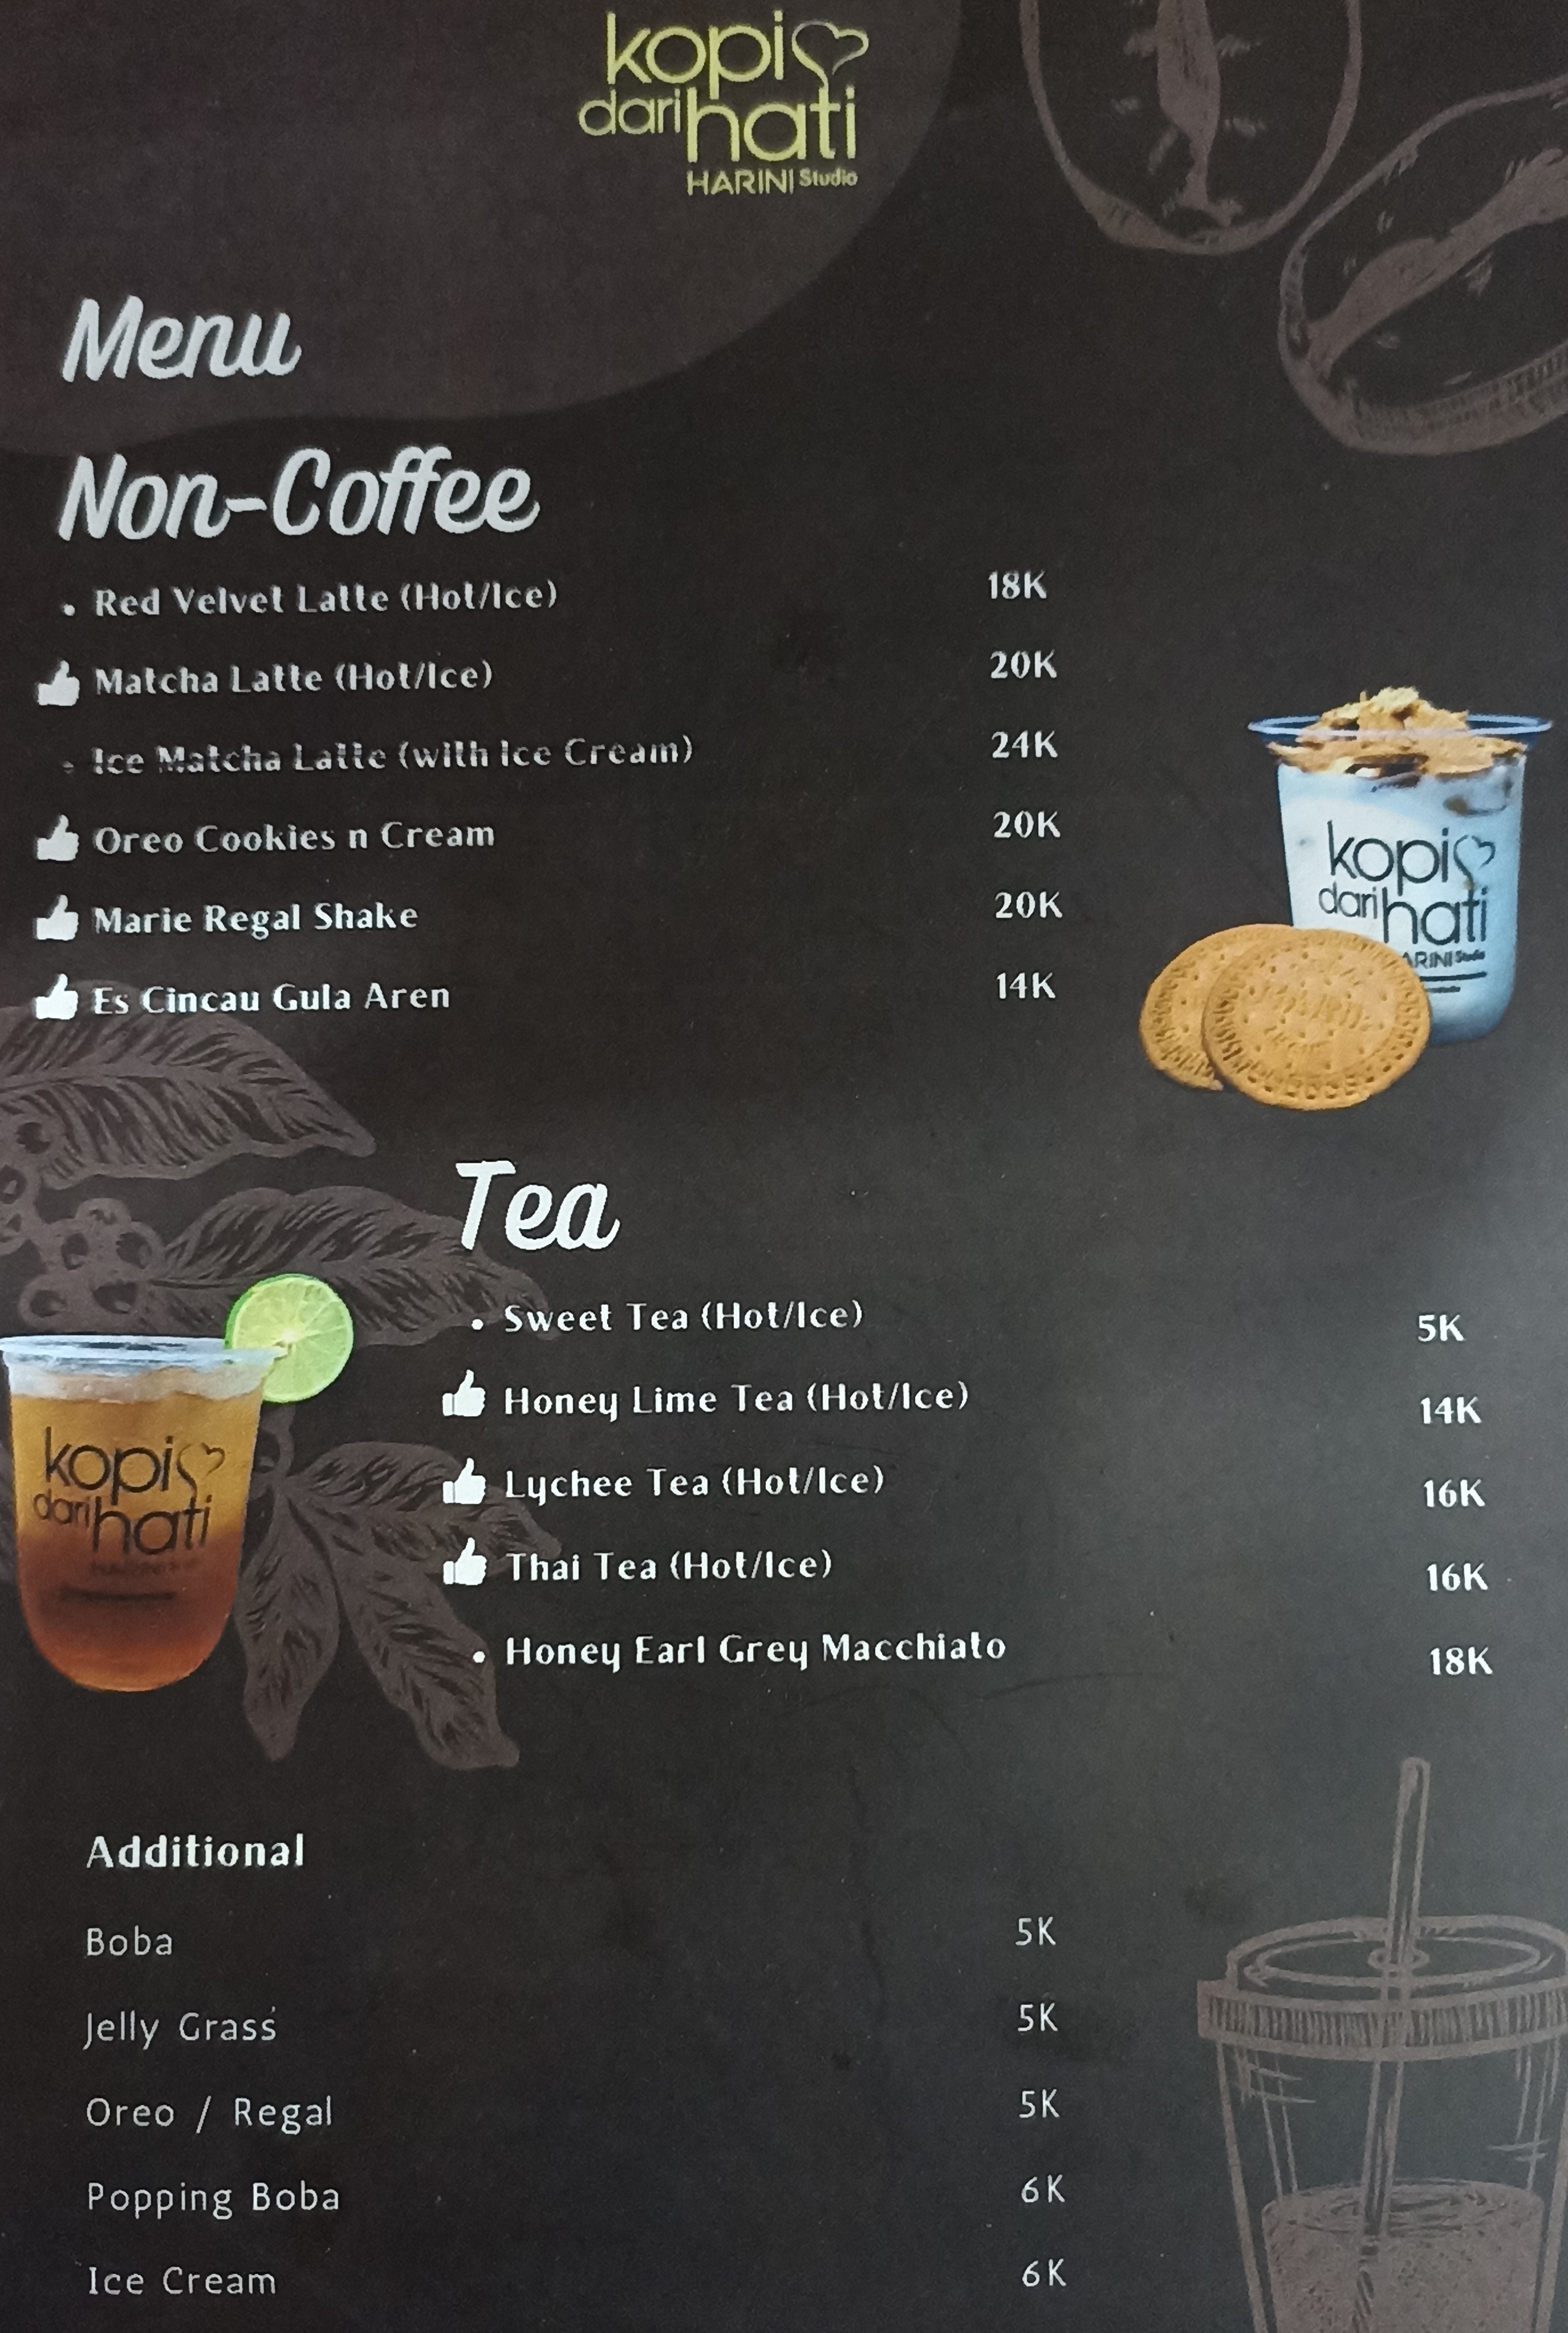 kopi
dari hati
HARINI Studio
Menu
Non-Coffee
• Red Velvet Latte (Hot/Ice) 18K
Matcha Latte (Hot/Ice) 20K
• Ice Matcha Latte (with Ice Cream) 24K
Oreo Cookies n Cream 20K
Marie Regal Shake 20K
Es Cincau Gula Aren 14K
kopi
dari hati
ARINI Studio
Tea
• Sweet Tea (Hot/Ice) 5K
Honey Lime Tea (Hot/Ice) 14K
Lychee Tea (Hot/Ice) 16K
Thai Tea (Hot/Ice) 16K
• Honey Earl Grey Macchiato 18K
kopi
dari hati
Additional
Boba 5K
Jelly Grass 5K
Oreo / Regal 5K
Popping Boba 6K
Ice Cream 6K